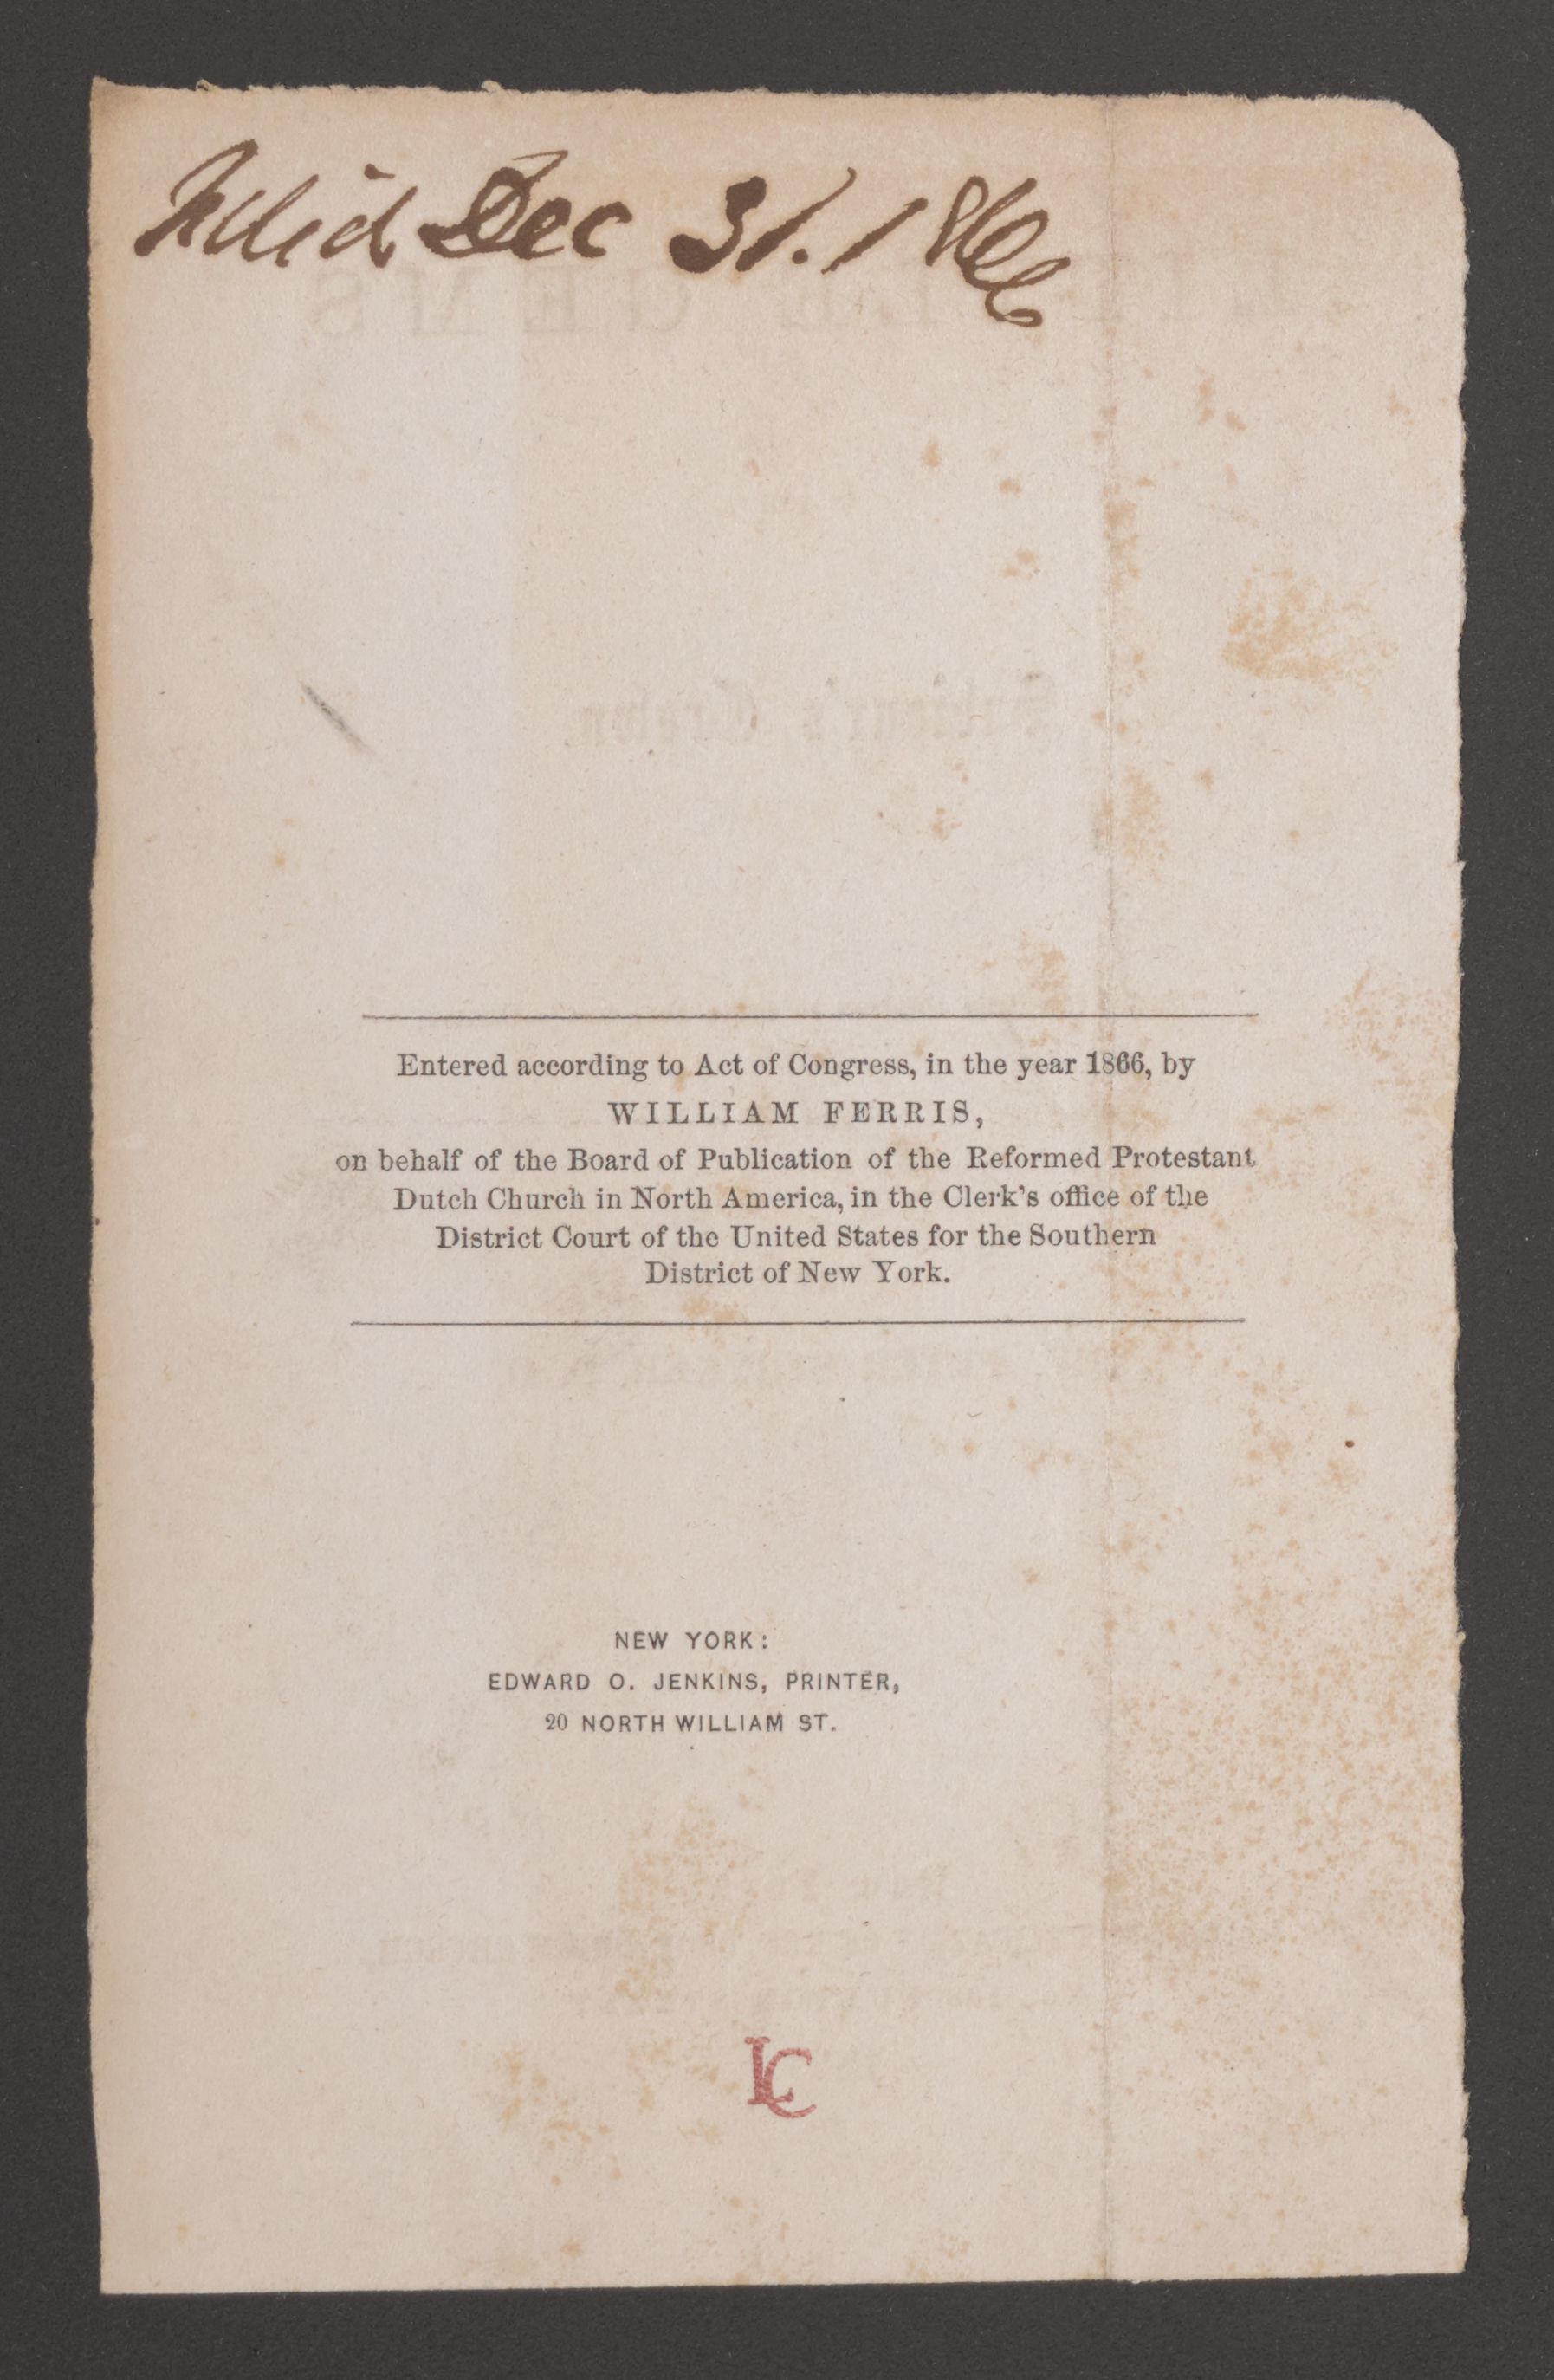 Filed Dec 31. 1866
Entered according to Act of Congress, in the year 1866, by
WILLIAM FERRIS,
on behalf of the Board of Publication of the Reformed Protestant
Dutch Church in North America, in the Clerk's office of the
District Court of the United States for the Southern
District of New York.
NEW YORK:
EDWARD O. JENKINS, PRINTER,
20 NORTH WILLIAM ST.
LC